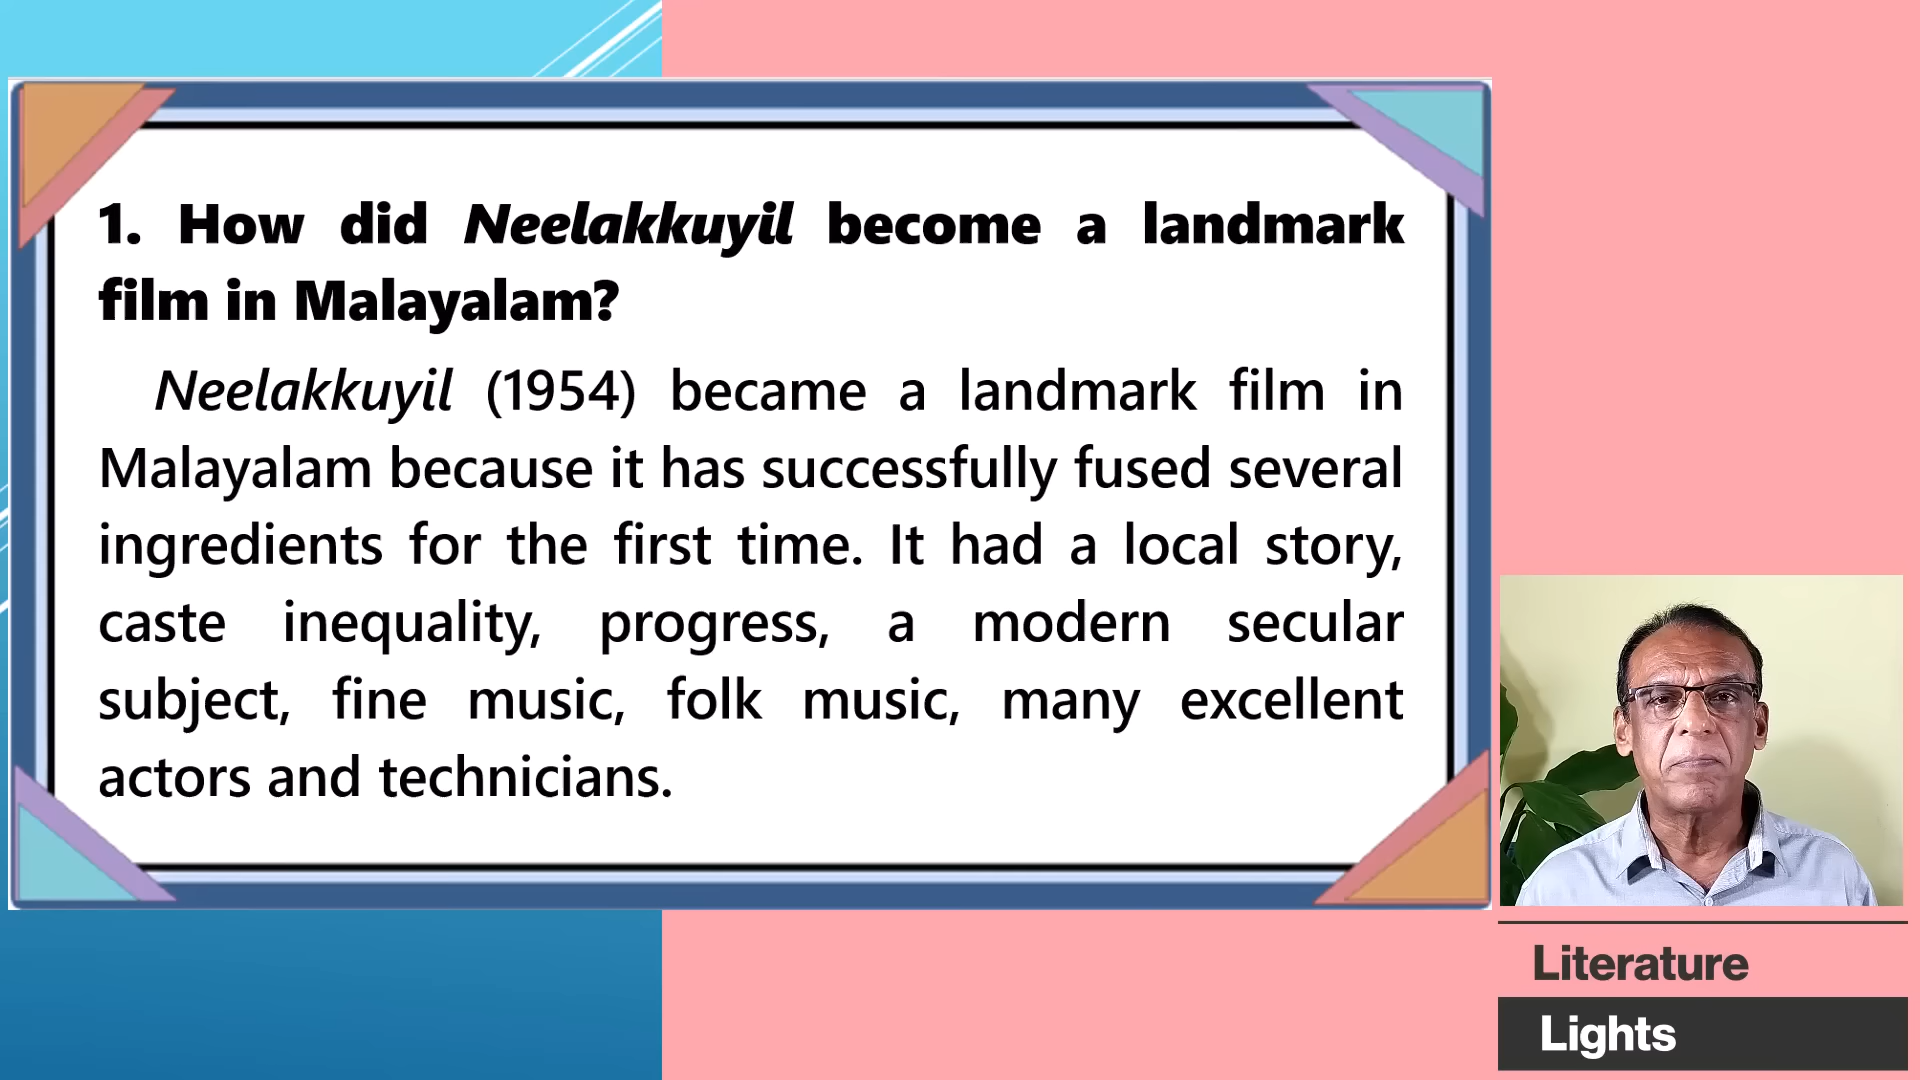 1. How did Neelakkuyil become a landmark
film in Malayalam?
Neelakkuyil (1954) became a landmark film in
Malayalam because it has successfully fused several
ingredients for the first time. It had a local story,
caste inequality, progress, a modern secular
subject, fine music, folk music, many excellent
actors and technicians.
Literature
Lights